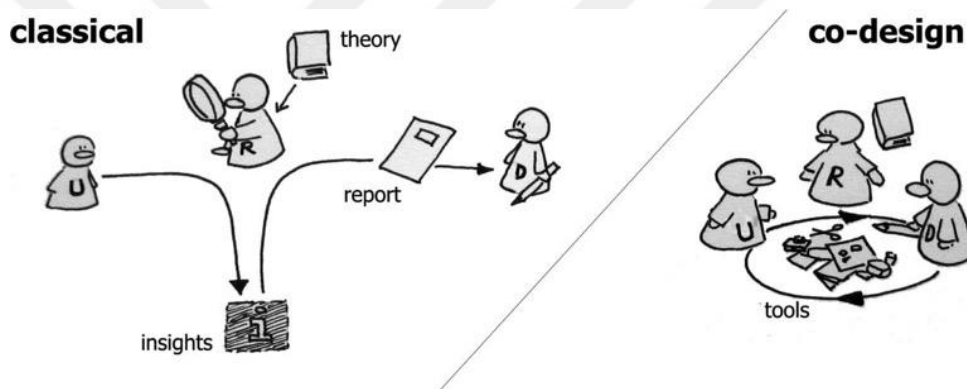 classical
co-design
theory
R
U
D
report
insights
i
R
U
D
tools